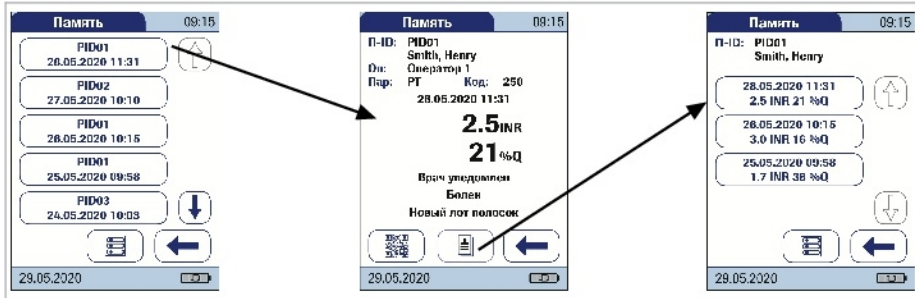 Память 09:15
PID01
28.05.2020 11:31
PID02
27.05.2020 10:10
PID01
26.05.2020 10:15
PID01
25.05.2020 09:58
PID03
24.05.2020 10:03
29.05.2020
Память 09:15
П-ID: PID01
Smith, Henry
Оп: Оператор 1
Пар: PT Код: 250
28.05.2020 11:31
2.5 INR
21 %Q
Врач уведомлен
Болен
Новый лот полосок
29.05.2020
Память 09:15
П-ID: PID01
Smith, Henry
28.05.2020 11:31
2.5 INR 21 %Q
26.05.2020 10:15
3.0 INR 16 %Q
25.05.2020 09:58
1.7 INR 38 %Q
29.05.2020